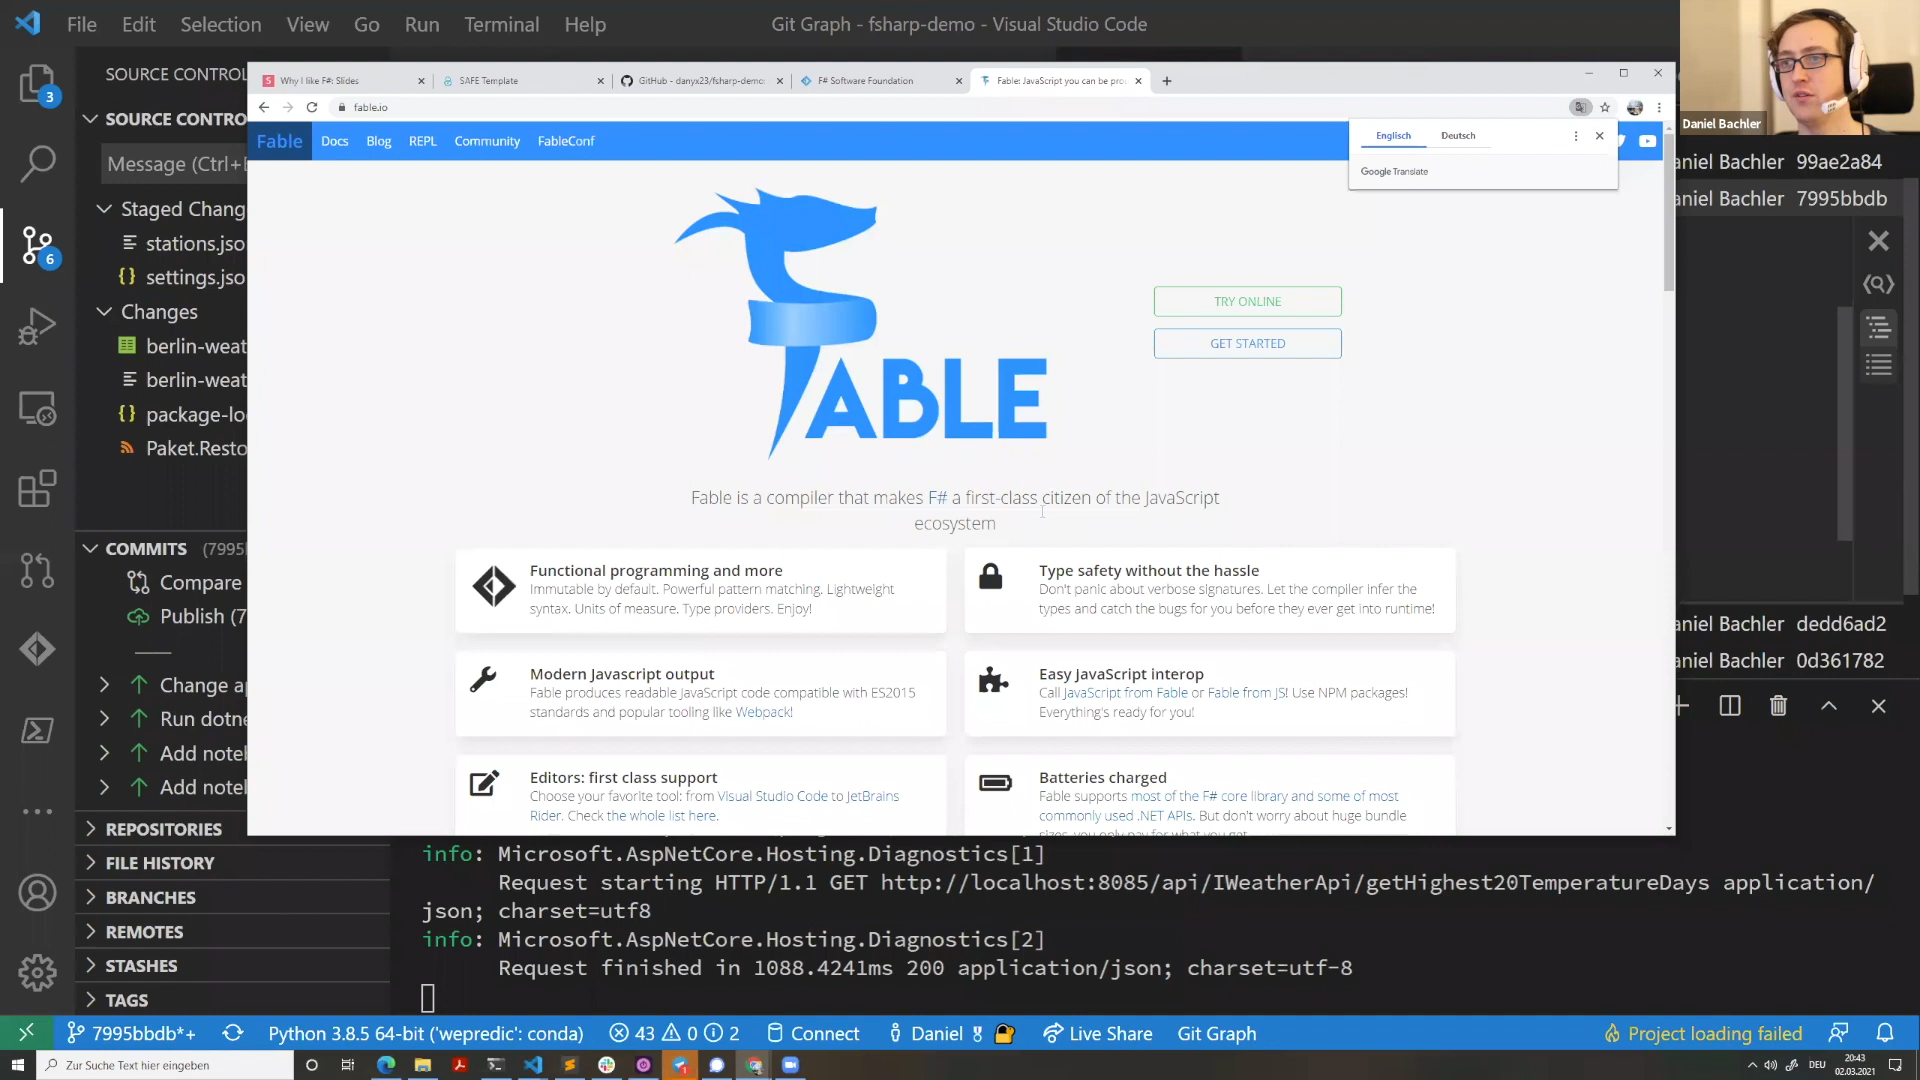 File Edit Selection View Go Run Terminal Help
Git Graph - fsharp-demo - Visual Studio Code
Daniel Bachler
SOURCE CONTROL
Why I like F#: Slides
SAFE Template
GitHub - danyx23/fsharp-demo:
F# Software Foundation
Fable: JavaScript you can be
fable.io
3
SOURCE CONTRO
Message (Ctrl+
Fable Docs Blog REPL Community FableConf
Englisch Deutsch
Google Translate
aniel Bachler 99ae2a84
aniel Bachler 7995bbdb
Staged Chang
stations.jso
settings.jso
6
Changes
berlin-weat
berlin-weat
package-lo
Paket.Resto
FABLE
TRY ONLINE
GET STARTED
Fable is a compiler that makes F# a first-class citizen of the JavaScript
ecosystem
COMMITS (7995
Compare
Publish (7
Change a
Run dotne
Add note
Add note
Functional programming and more
Immutable by default. Powerful pattern matching. Lightweight
syntax. Units of measure. Type providers. Enjoy!
Type safety without the hassle
Don't panic about verbose signatures. Let the compiler infer the
types and catch the bugs for you before they ever get into runtime!
aniel Bachler dedd6ad2
aniel Bachler 0d361782
Modern Javascript output
Fable produces readable JavaScript code compatible with ES2015
standards and popular tooling like Webpack!
Easy JavaScript interop
Call JavaScript from Fable or Fable from JS! Use NPM packages!
Everything's ready for you!
Editors: first class support
Choose your favorite tool: from Visual Studio Code to JetBrains
Rider. Check the whole list here.
Batteries charged
Fable supports most of the F# core library and some of most
commonly used .NET APIs. But don't worry about huge bundle
sizes, you only pay for what you get
REPOSITORIES
FILE HISTORY
BRANCHES
REMOTES
STASHES
TAGS
info: Microsoft.AspNetCore.Hosting.Diagnostics[1]
Request starting HTTP/1.1 GET http://localhost:8085/api/IWeatherApi/getHighest20TemperatureDays application/
json; charset=utf8
info: Microsoft.AspNetCore.Hosting.Diagnostics[2]
Request finished in 1088.4241ms 200 application/json; charset=utf-8
7995bbdb*+ Python 3.8.5 64-bit ('wepredic': conda) 43 0 2 Connect Daniel Live Share Git Graph Project loading failed
Zur Suche Text hier eingeben
DEU
20:43
02.03.2021